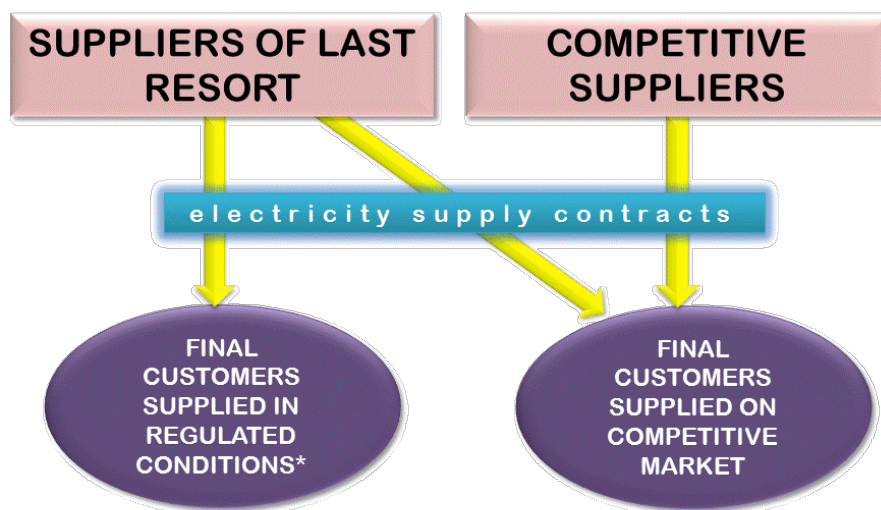 SUPPLIERS OF LAST
RESORT
COMPETITIVE
SUPPLIERS
electricity supply contracts
FINAL
CUSTOMERS
SUPPLIED IN
REGULATED
CONDITIONS*
FINAL
CUSTOMERS
SUPPLIED ON
COMPETITIVE
MARKET